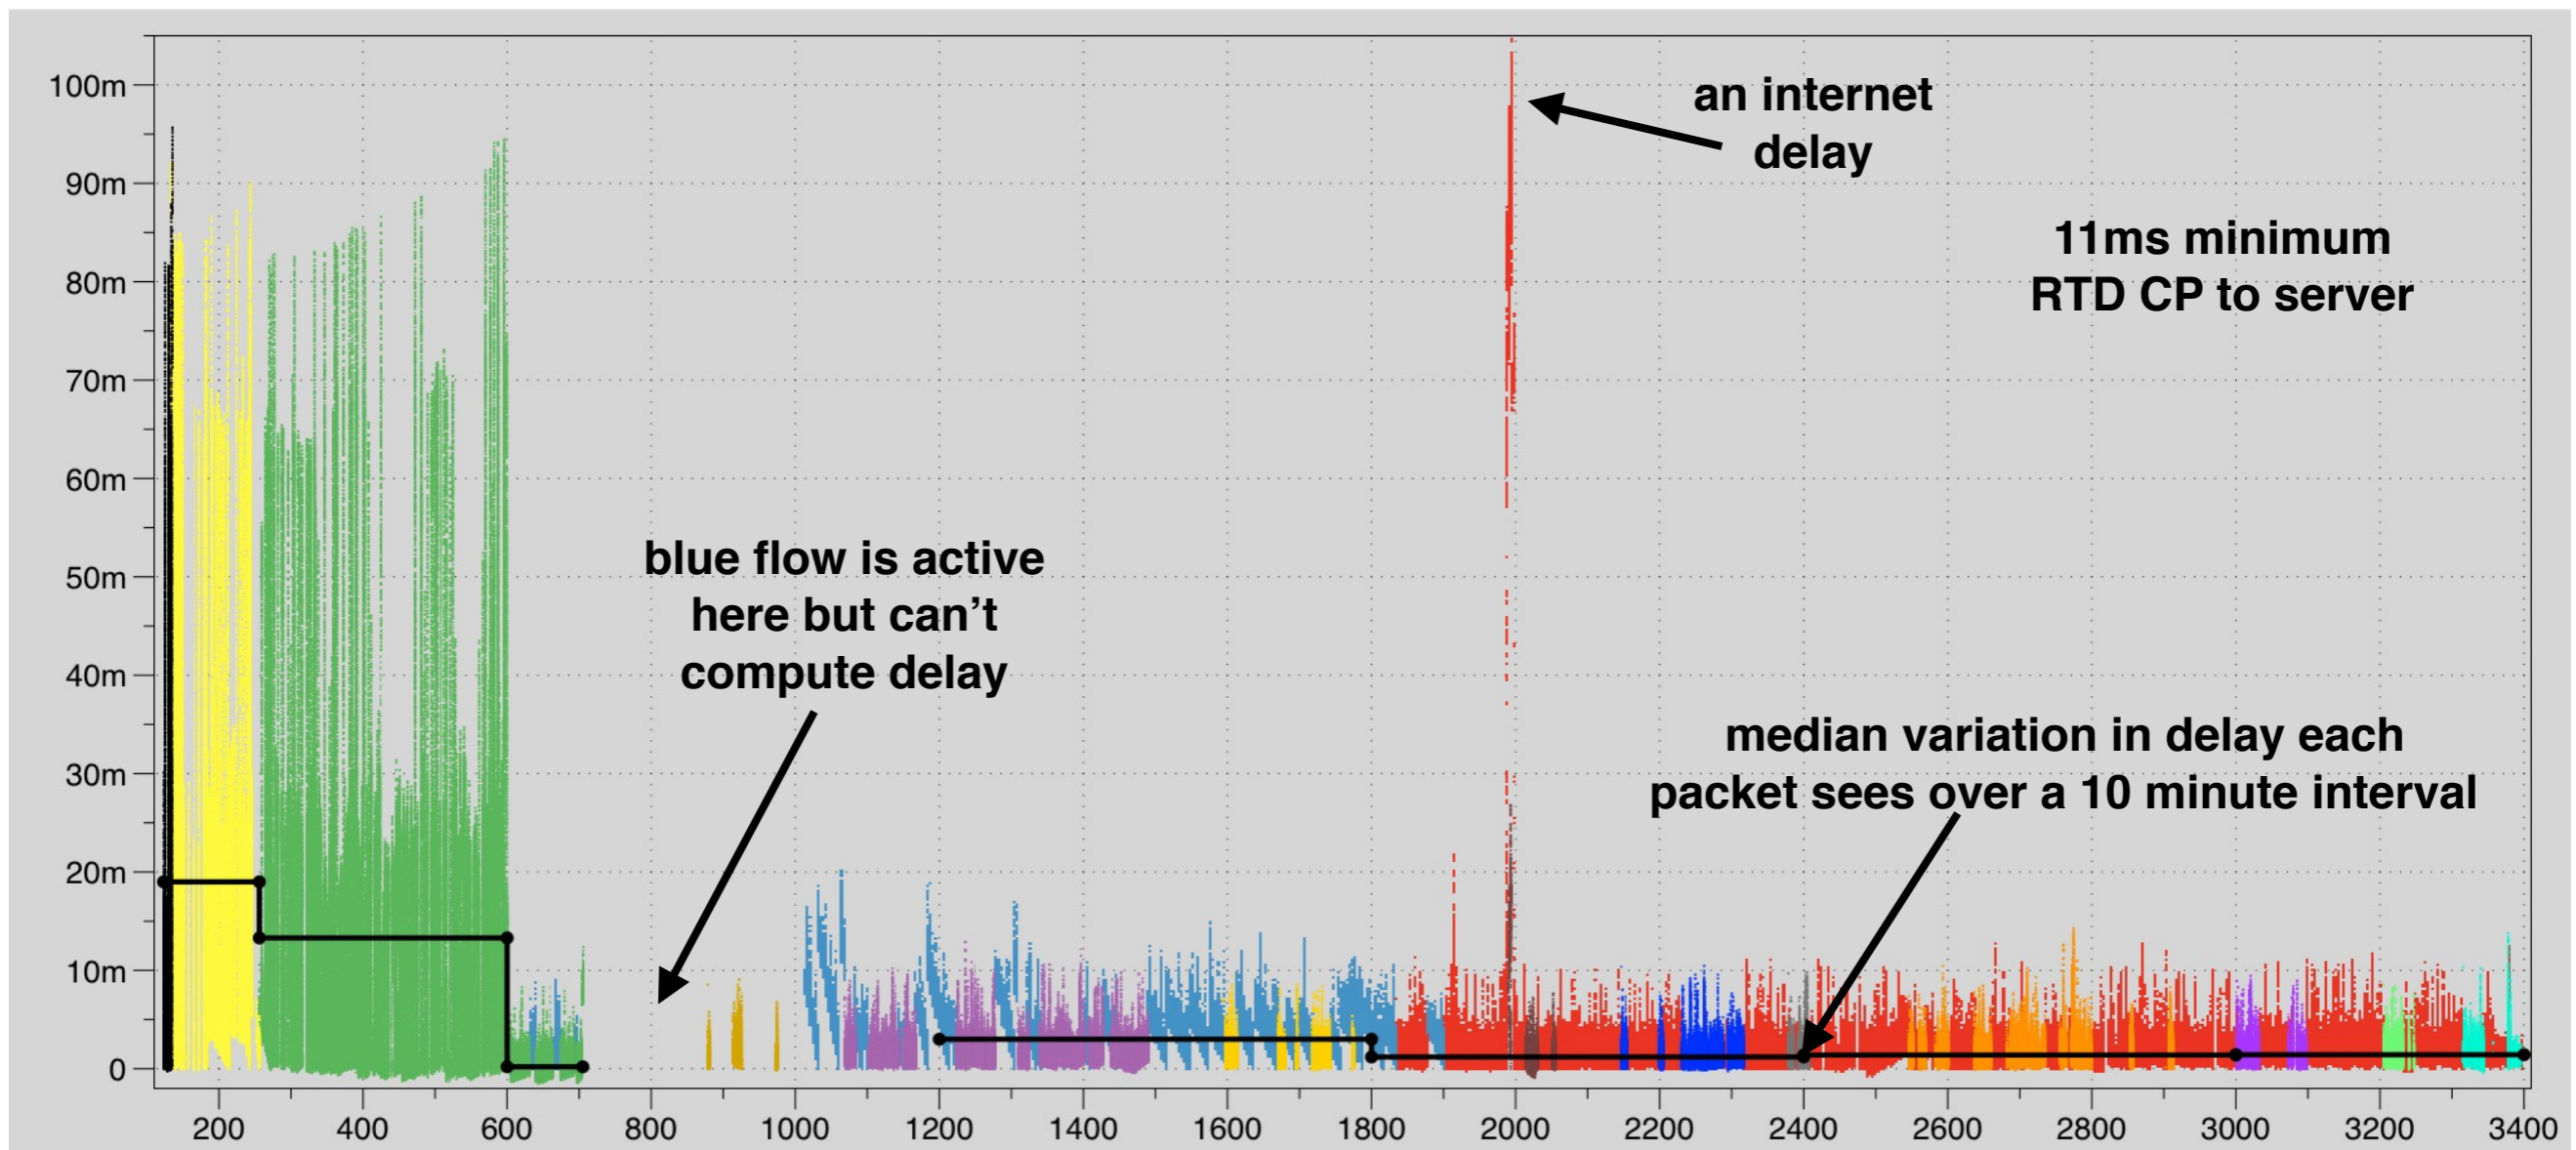 100m
90m
80m
70m
60m
50m
40m
30m
20m
10m
0
an internet
delay
11ms minimum
RTD CP to server
blue flow is active
here but can’t
compute delay
median variation in delay each
packet sees over a 10 minute interval
200 400 600 800 1000 1200 1400 1600 1800 2000 2200 2400 2600 2800 3000 3200 3400